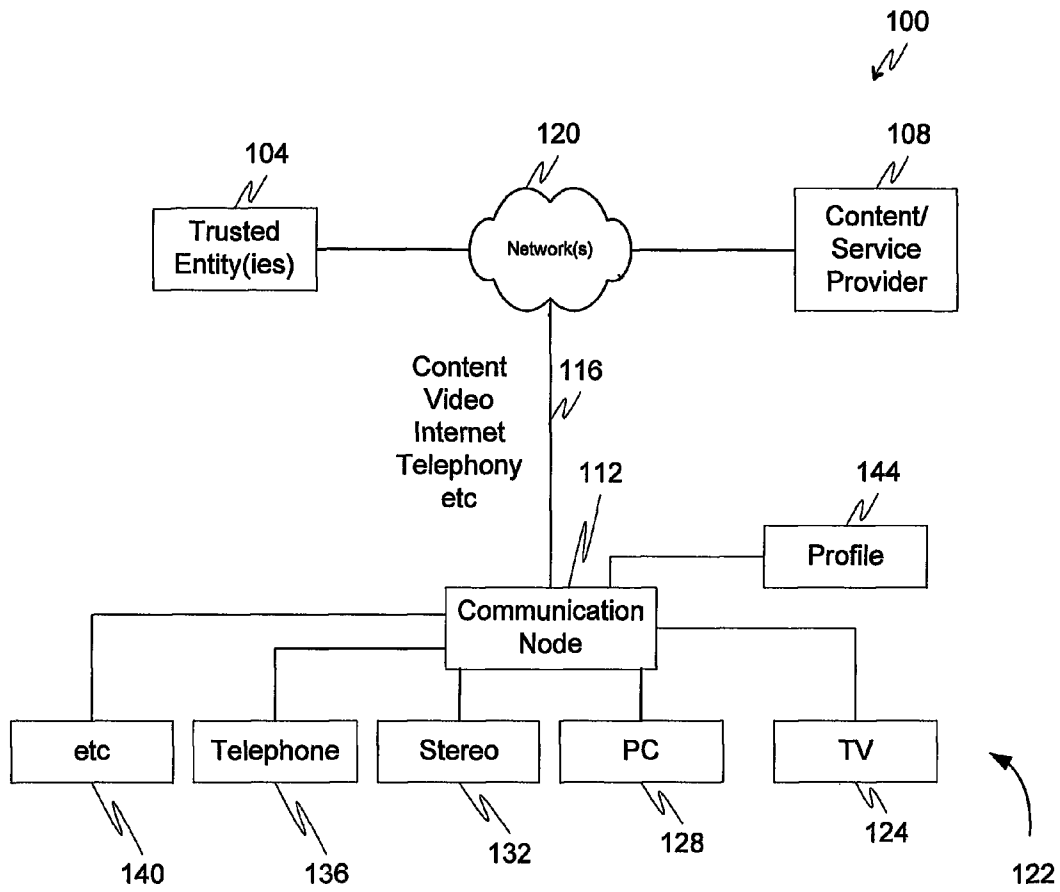 100
120
104
108
Trusted
Entity(ies)
Network(s)
Content/
Service
Provider
Content
Video
Internet
Telephony
etc
116
112
144
Profile
Communication
Node
etc
Telephone
Stereo
PC
TV
140
136
132
128
124
122